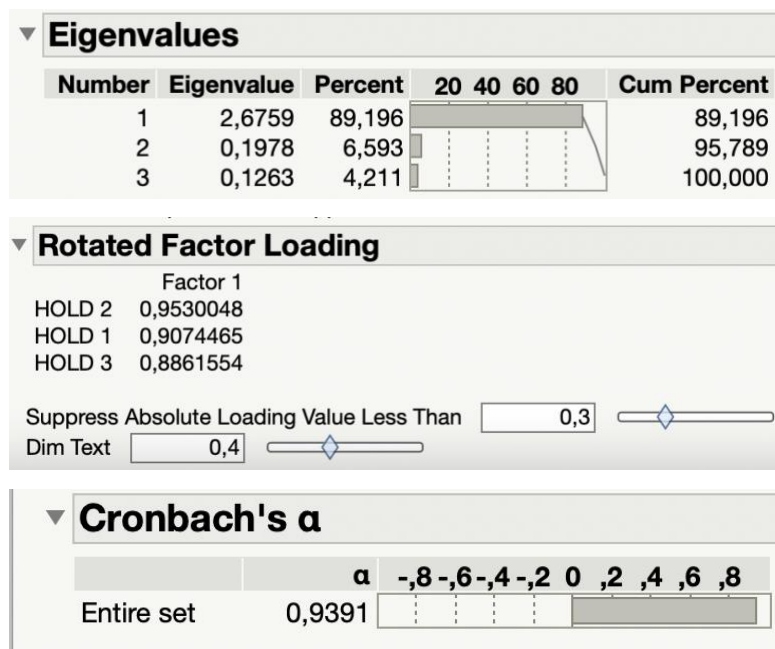 Eigenvalues
Number Eigenvalue Percent 20 40 60 80 Cum Percent
1 2,6759 89,196 89,196
2 0,1978 6,593 95,789
3 0,1263 4,211 100,000
Rotated Factor Loading
Factor 1
HOLD 2 0,9530048
HOLD 1 0,9074465
HOLD 3 0,8861554
Suppress Absolute Loading Value Less Than 0,3
Dim Text 0,4
Cronbach's α
α -,8 -,6 -,4 -,2 0 ,2 ,4 ,6 ,8
Entire set 0,9391